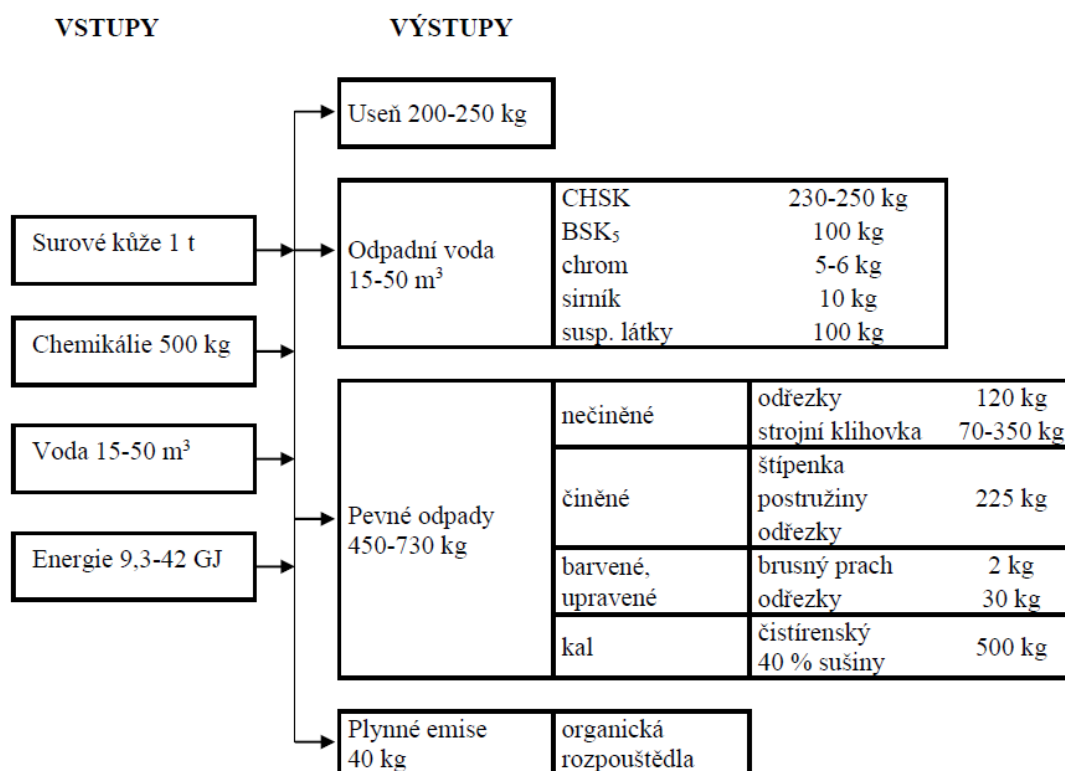 VSTUPY VÝSTUPY
Surové kůže 1 t
Chemikálie 500 kg
Voda 15-50 m³
Energie 9,3-42 GJ
Useň 200-250 kg
Odpadní voda
15-50 m³
CHSK 230-250 kg
BSK₅ 100 kg
chrom 5-6 kg
sirník 10 kg
susp. látky 100 kg
Pevné odpady
450-730 kg
nečiněné
odřezky 120 kg
strojní klihovka 70-350 kg
činěné
štípenka
postružiny 225 kg
odřezky
barvené,
upravené
brusný prach 2 kg
odřezky 30 kg
kal
čistírenský
40 % sušiny
500 kg
Plynné emise
40 kg
organická
rozpouštědla